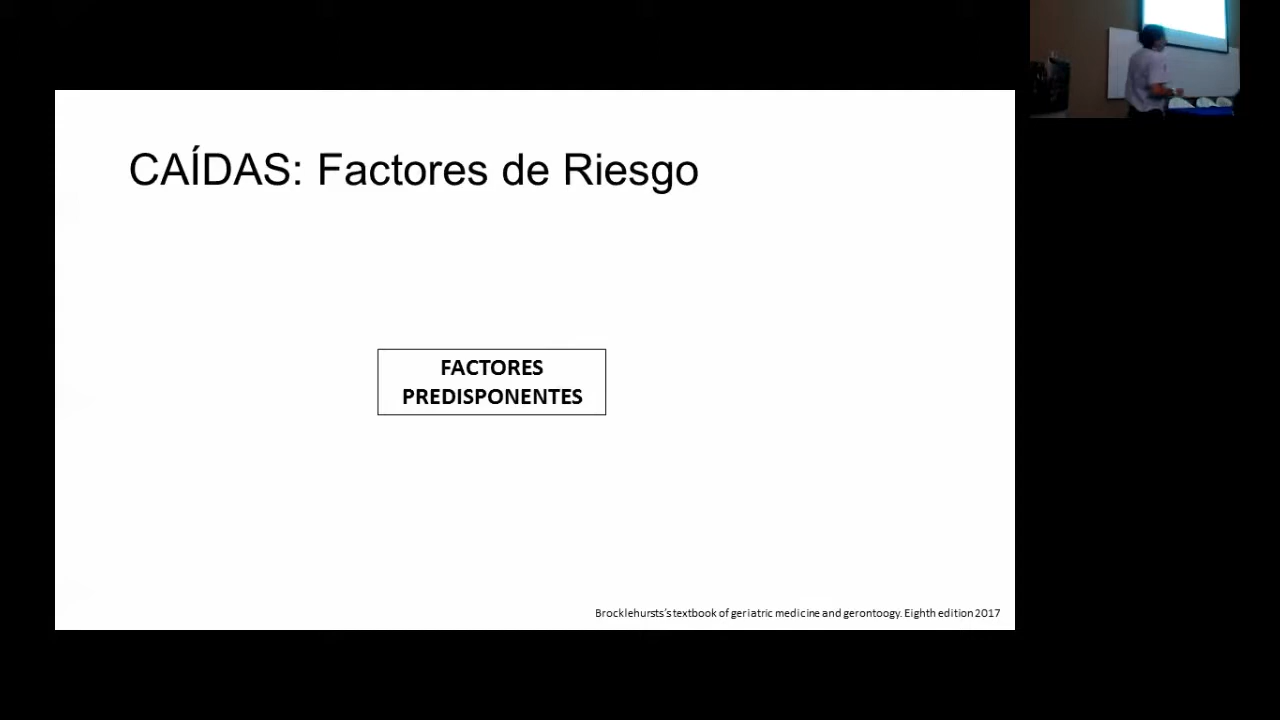 CAÍDAS: Factores de Riesgo
FACTORES
PREDISPONENTES
Brocklehursts's textbook of geriatric medicine and gerontoogy. Eighth edition 2017